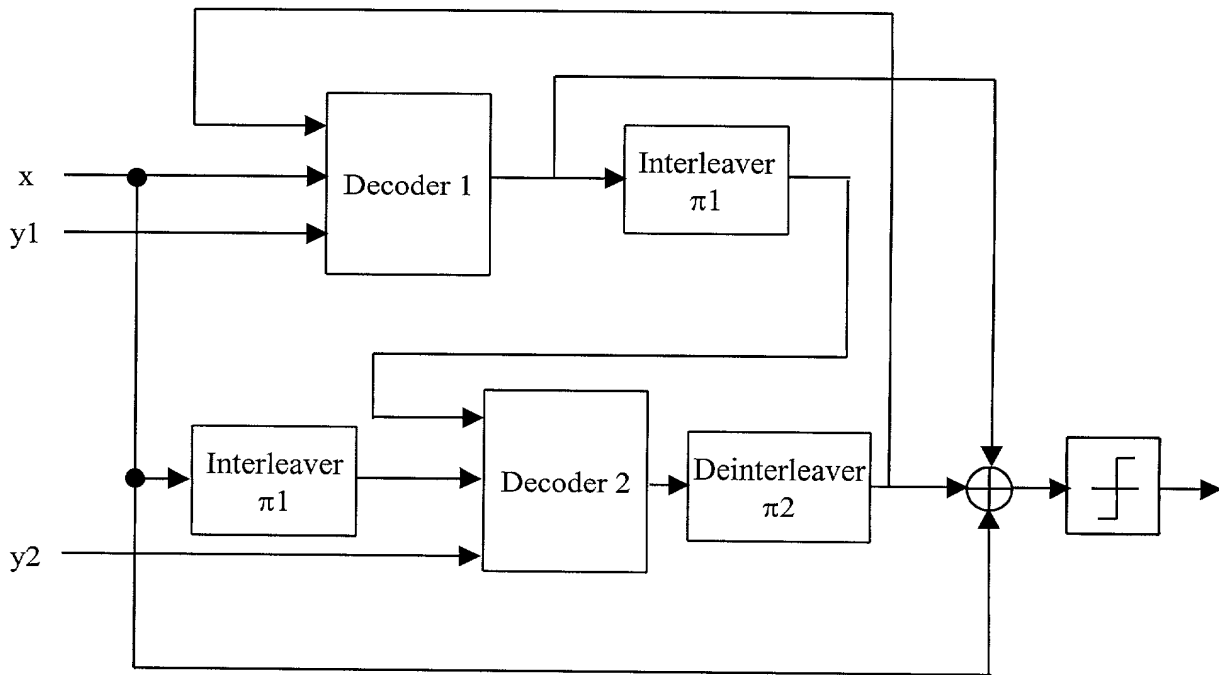 x
y1
Decoder 1
Interleaver
π1
Interleaver
π1
Decoder 2
Deinterleaver
π2
y2